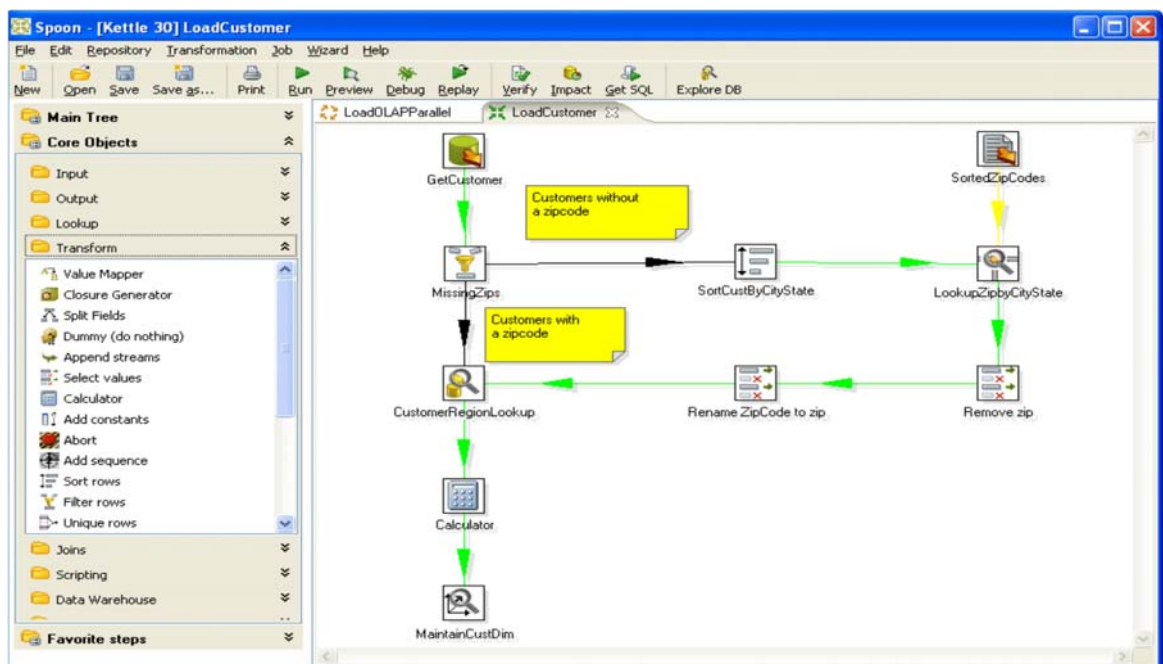 Spoon - [Kettle 30] LoadCustomer
File Edit Repository Transformation Job Wizard Help
New Open Save Save as... Print Run Preview Debug Replay Verify Impact Get SQL Explore DB
Main Tree
Core Objects
Input
Output
Lookup
Transform
Value Mapper
Closure Generator
Split Fields
Dummy (do nothing)
Append streams
Select values
Calculator
Add constants
Abort
Add sequence
Sort rows
Filter rows
Unique rows
Joins
Scripting
Data Warehouse
Favorite steps
LoadOLAPParallel LoadCustomer
GetCustomer
SortedZipCodes
Customers without
a zipcode
MissingZips
SortCustByCityState
LookupZipbyCityState
Customers with
a zipcode
CustomerRegionLookup
Rename ZipCode to zip
Remove zip
Calculator
MaintainCustDim